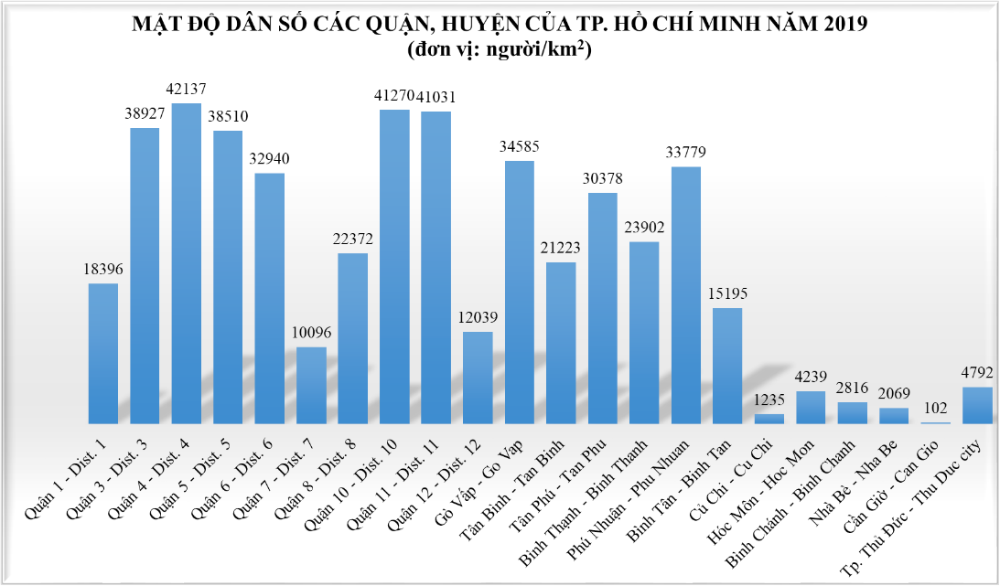 MẬT ĐỘ DÂN SỐ CÁC QUẬN, HUYỆN CỦA TP. HỒ CHÍ MINH NĂM 2019
(đơn vị: người/km²)
18396
38927
42137
38510
32940
10096
22372
41270
41031
12039
34585
21223
30378
23902
33779
15195
1235
4239
2816
2069
102
4792
Quận 1 - Dist. 1
Quận 3 - Dist. 3
Quận 4 - Dist. 4
Quận 5 - Dist. 5
Quận 6 - Dist. 6
Quận 7 - Dist. 7
Quận 8 - Dist. 8
Quận 10 - Dist. 10
Quận 11 - Dist. 11
Quận 12 - Dist. 12
Gò Vấp - Go Vap
Tân Bình - Tan Binh
Tân Phú - Tan Phu
Bình Thạnh - Binh Thanh
Phú Nhuận - Phu Nhuan
Bình Tân - Binh Tan
Củ Chi - Cu Chi
Hóc Môn - Hoc Mon
Bình Chánh - Binh Chanh
Nhà Bè - Nha Be
Cần Giờ - Can Gio
Tp. Thủ Đức - Thu Duc city